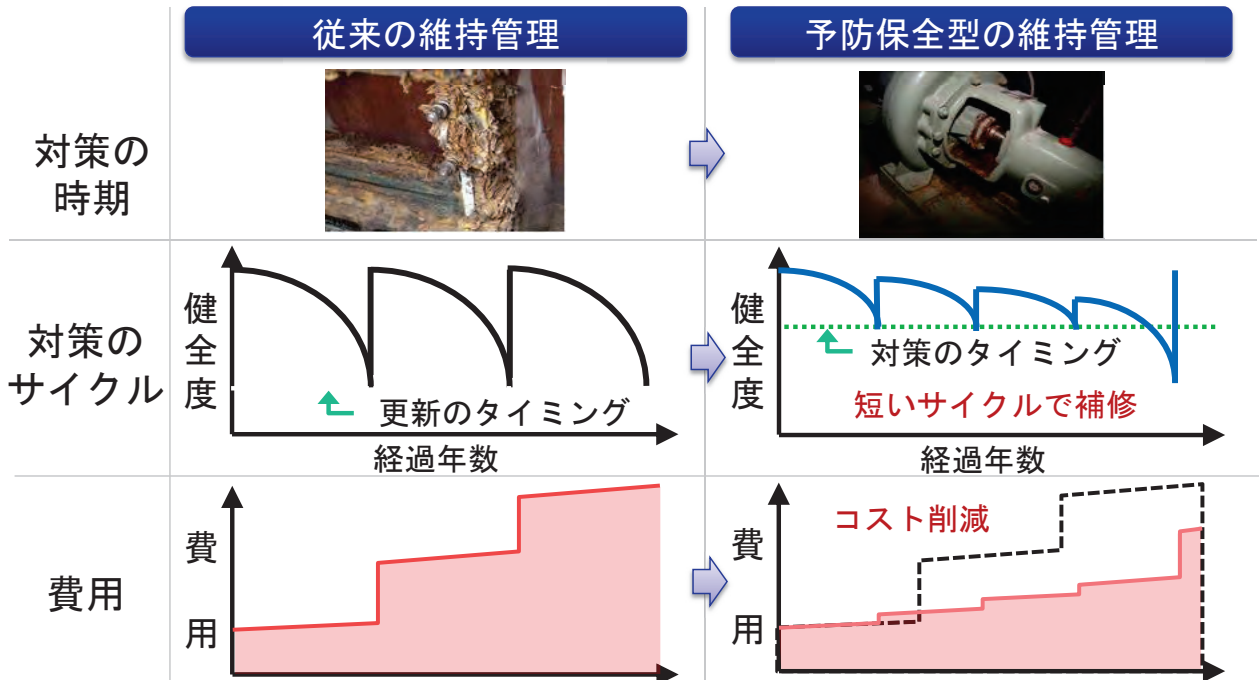 従来の維持管理
予防保全型の維持管理
対策の
時期
対策の
サイクル
健全度
更新のタイミング
経過年数
健全度
対策のタイミング
短いサイクルで補修
経過年数
費用
費用
費用
コスト削減